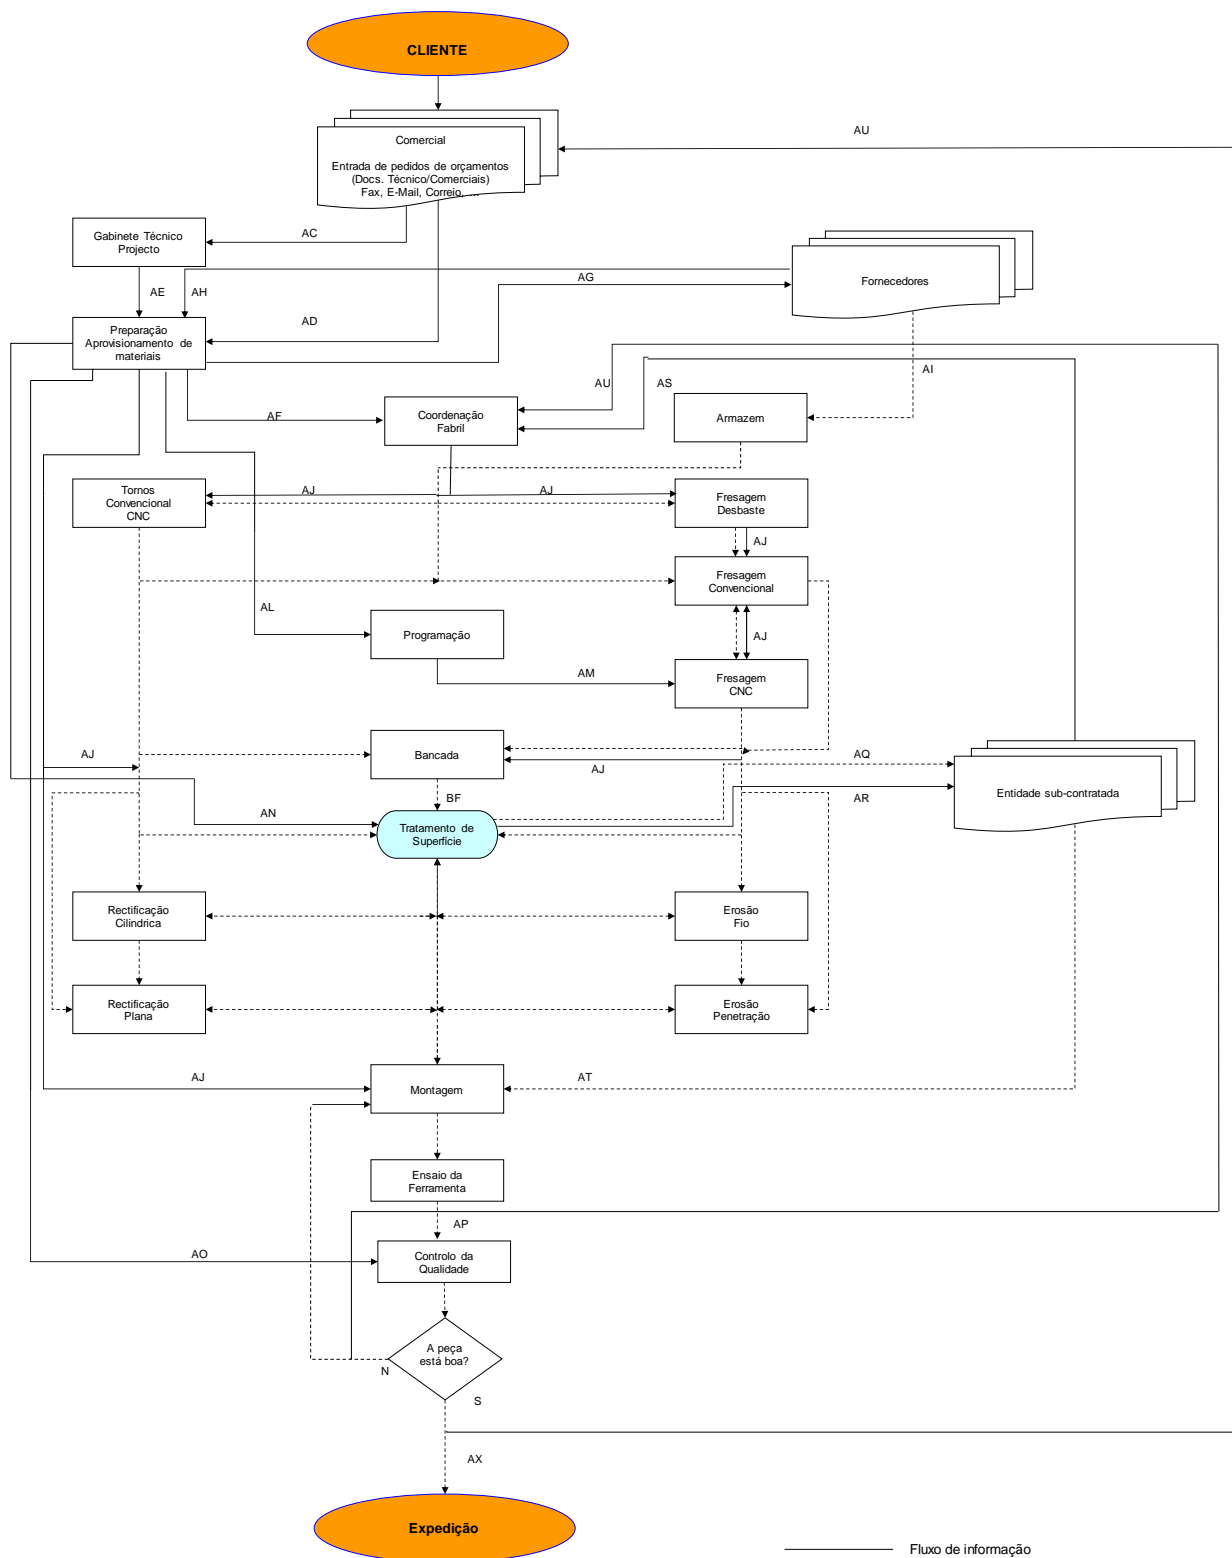 CLIENTE
Comercial
AU
Entrada de pedidos de orçamentos
(Docs. Técnico/Comerciais)
Fax, E-Mail, Correio, ...
Gabinete Técnico
Projecto
AC
Fornecedores
AE
AH
AG
AD
Preparação
Aprovisionamento de
materiais
AU
AS
AI
AF
Coordenação
Fabril
Armazem
Tornos
Convencional
CNC
AJ
AJ
Fresagem
Desbaste
AJ
Fresagem
Convencional
AL
Programação
AJ
AM
Fresagem
CNC
AJ
Bancada
AJ
AQ
BF
AN
AR
Entidade sub-contratada
Tratamento de
Superfície
Rectificação
Cilindrica
Erosão
Fio
Rectificação
Plana
Erosão
Penetração
AJ
Montagem
AT
Ensaio da
Ferramenta
AP
AO
Controlo da
Qualidade
A peça
está boa?
N
S
AX
Expedição
Fluxo de informação